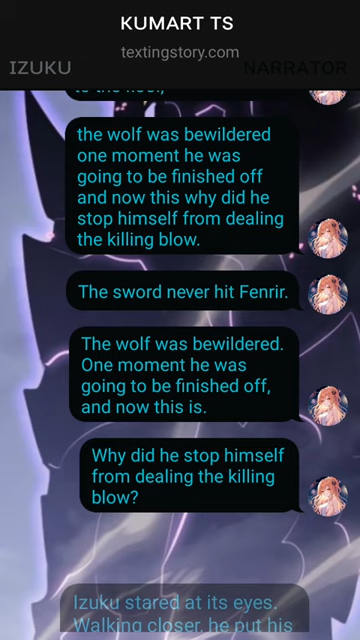 KUMART TS
textingstory.com
IZUKU
NARRATOR
to the floor,
the wolf was bewildered
one moment he was
going to be finished off
and now this why did he
stop himself from dealing
the killing blow.
The sword never hit Fenrir.
The wolf was bewildered.
One moment he was
going to be finished off,
and now this is.
Why did he stop himself
from dealing the killing
blow?
Izuku stared at its eyes.
Walking closer, he put his